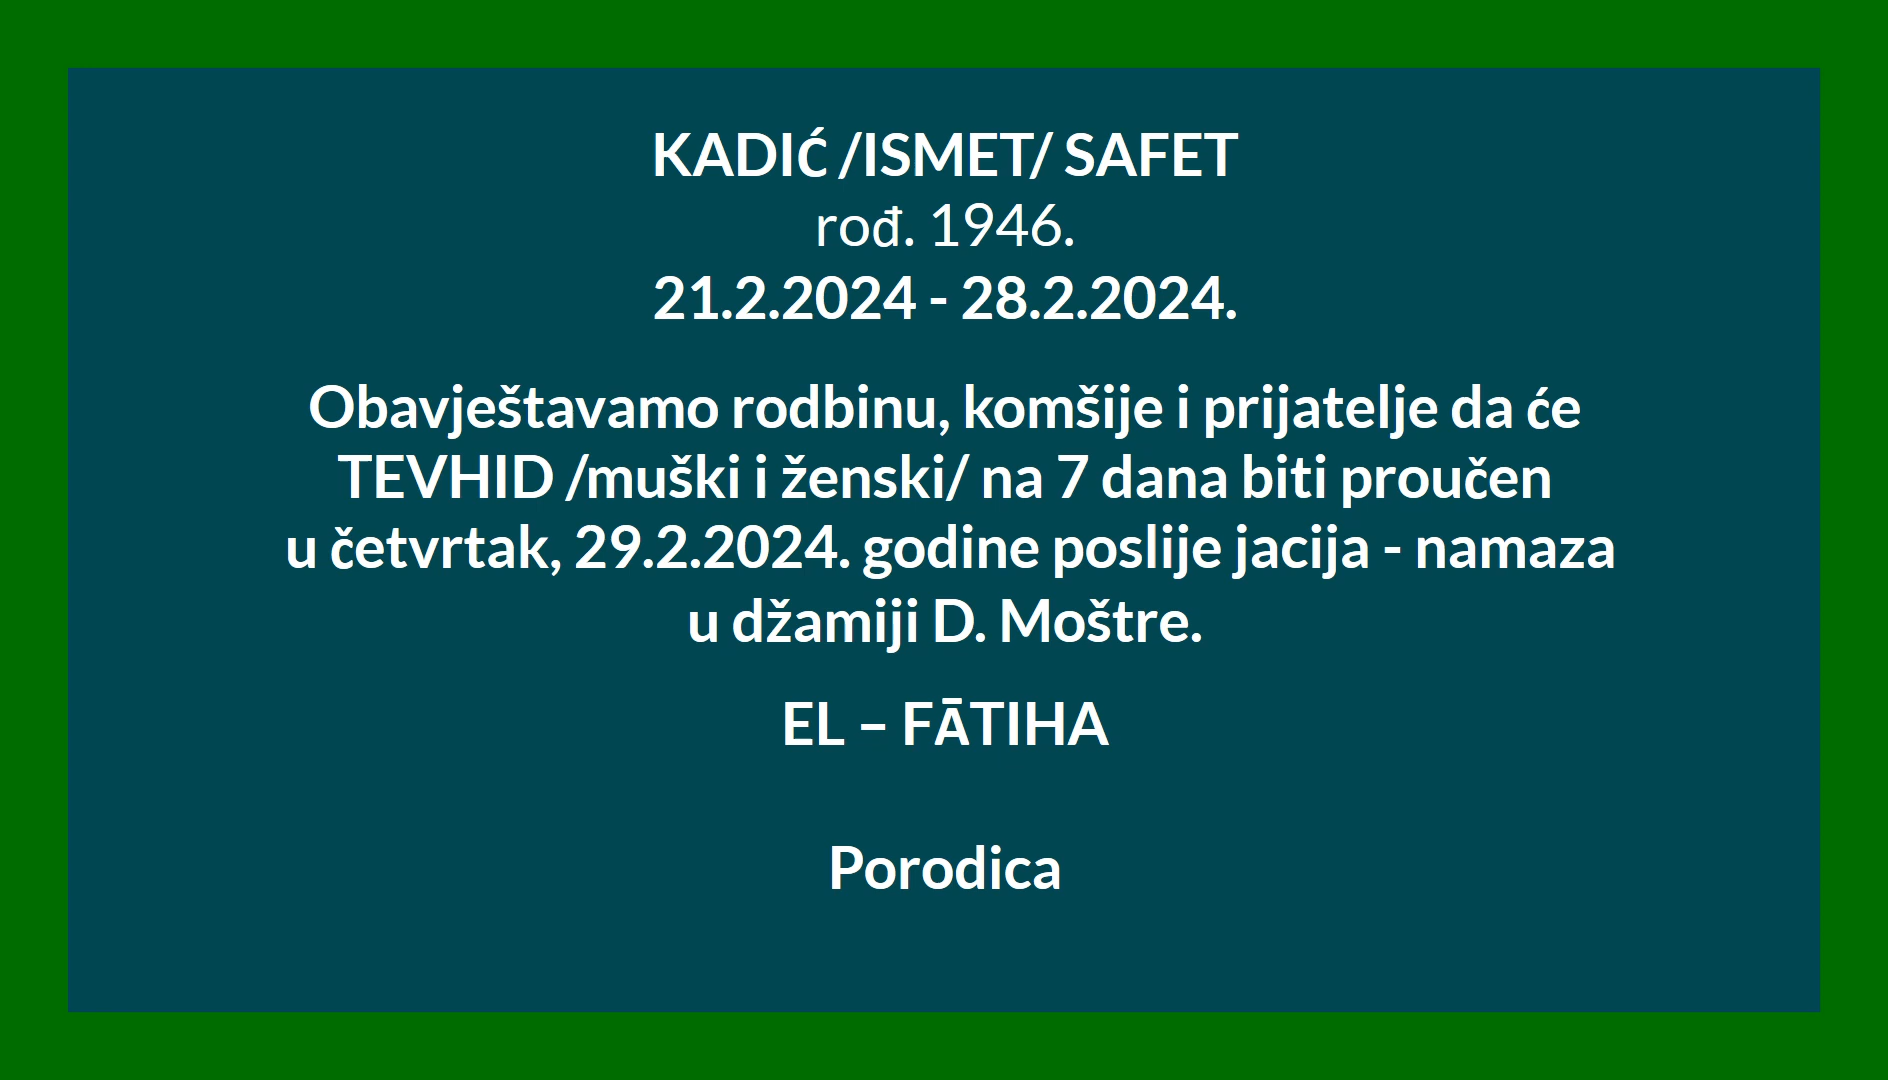 KADIĆ /ISMET/ SAFET
rođ. 1946.
21.2.2024 - 28.2.2024.
Obavještavamo rodbinu, komšije i prijatelje da će
TEVHID /muški i ženski/ na 7 dana biti proučen
u četvrtak, 29.2.2024. godine poslije jacija - namaza
u džamiji D. Moštre.
EL – FĀTIHA
Porodica